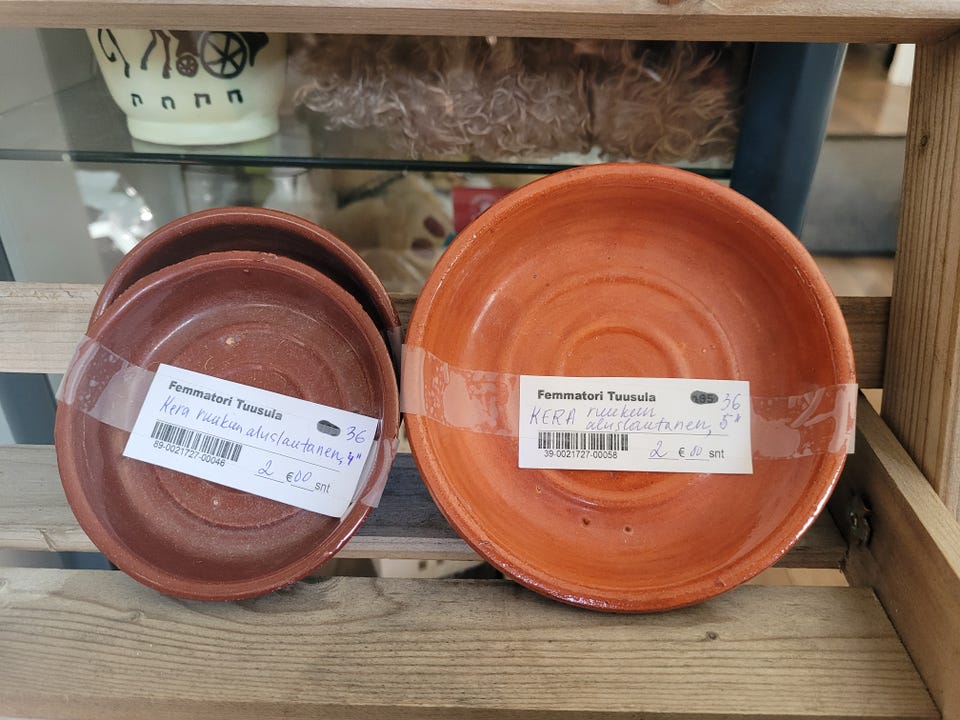 Femmatori Tuusula
36
Kera ruukun aluslautanen, 4"
89-0021727-00046
2 € 00 snt
Femmatori Tuusula
36
KERA ruukun
aluslautanen, 5"
39-0021727-00058
2 € 00 snt